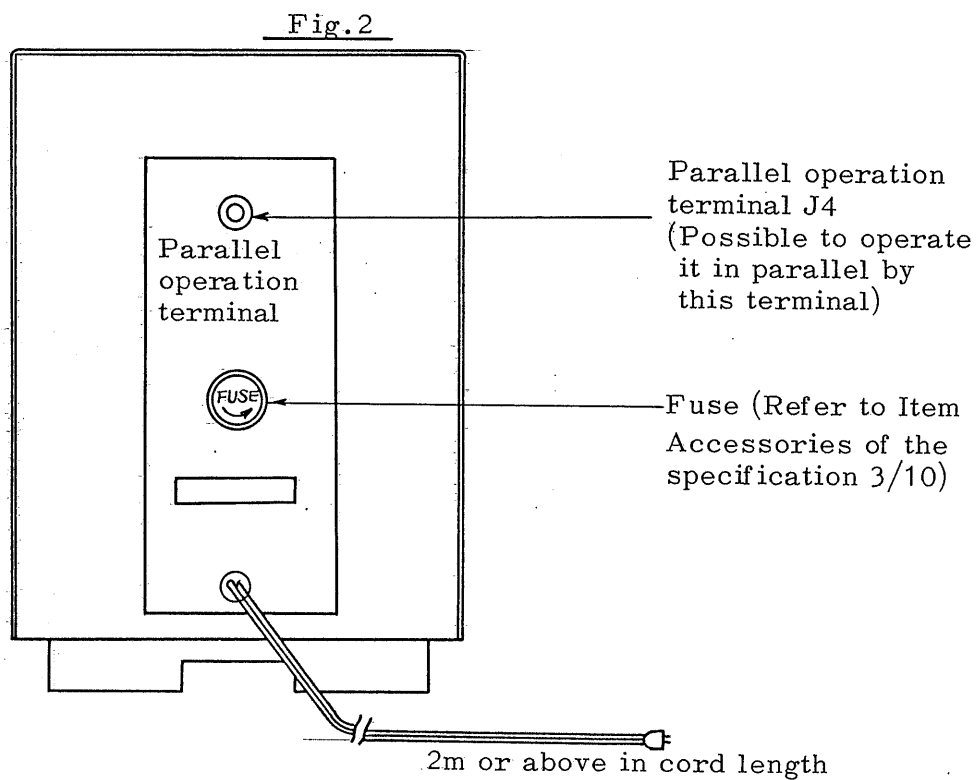 Fig.2
Parallel operation
terminal J4
(Possible to operate
it in parallel by
this terminal)
Parallel
operation
terminal
FUSE
Fuse (Refer to Item
Accessories of the
specification 3/10)
2m or above in cord length